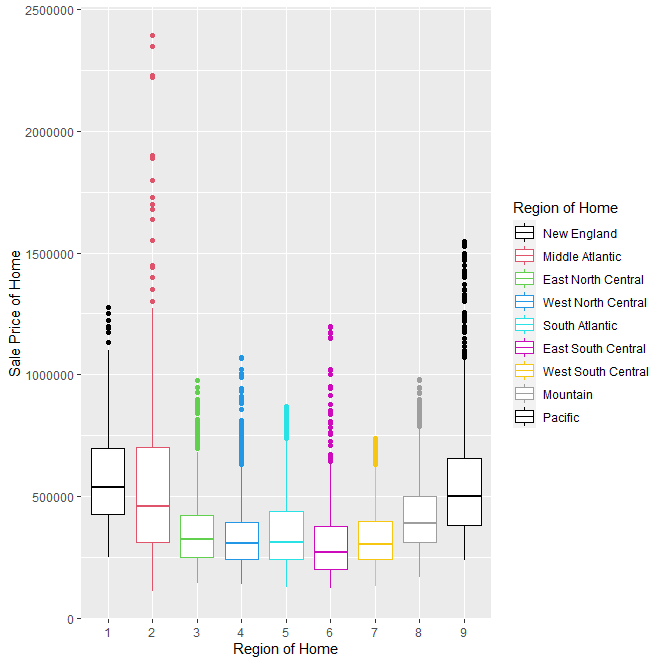 2500000
2000000
1500000
1000000
500000
0
Sale Price of Home
1 2 3 4 5 6 7 8 9
Region of Home
Region of Home
New England
Middle Atlantic
East North Central
West North Central
South Atlantic
East South Central
West South Central
Mountain
Pacific